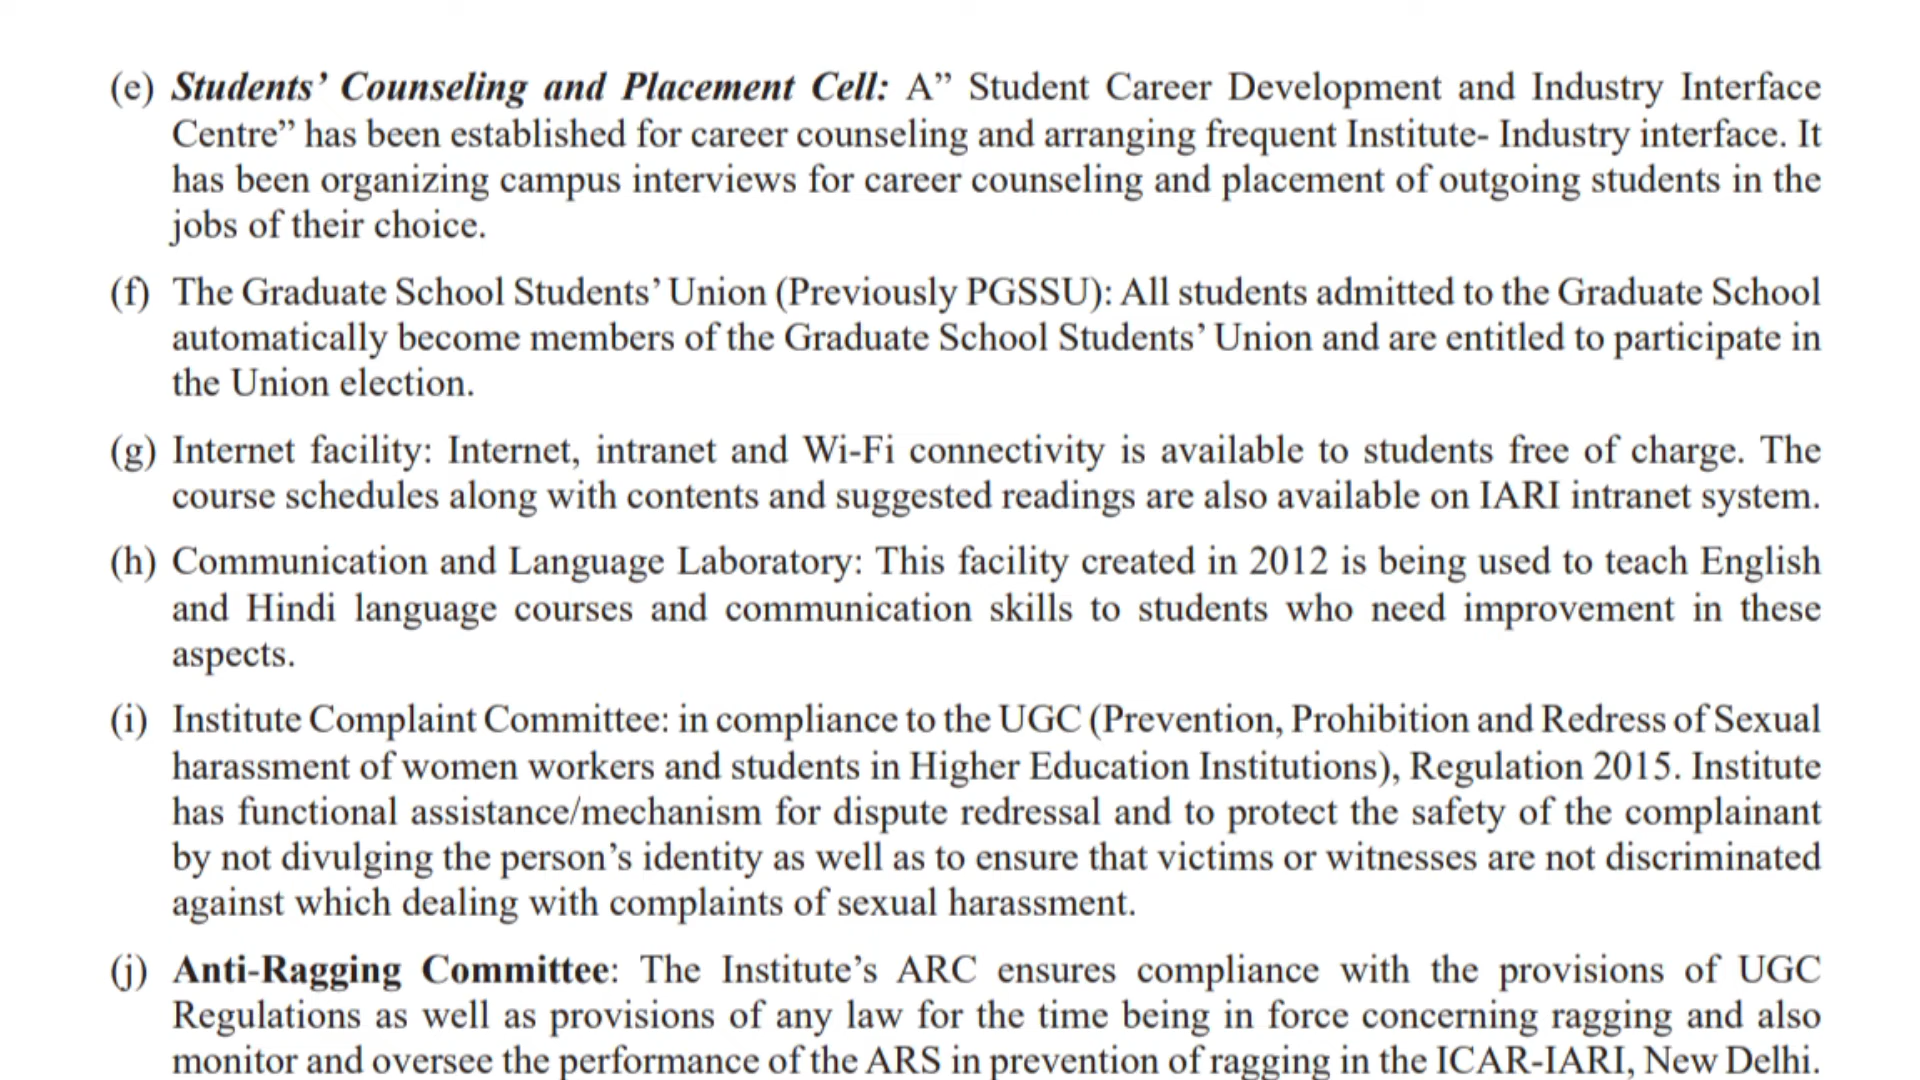 (e) Students’ Counseling and Placement Cell: A” Student Career Development and Industry Interface
Centre” has been established for career counseling and arranging frequent Institute- Industry interface. It
has been organizing campus interviews for career counseling and placement of outgoing students in the
jobs of their choice.
(f) The Graduate School Students’ Union (Previously PGSSU): All students admitted to the Graduate School
automatically become members of the Graduate School Students’ Union and are entitled to participate in
the Union election.
(g) Internet facility: Internet, intranet and Wi-Fi connectivity is available to students free of charge. The
course schedules along with contents and suggested readings are also available on IARI intranet system.
(h) Communication and Language Laboratory: This facility created in 2012 is being used to teach English
and Hindi language courses and communication skills to students who need improvement in these
aspects.
(i) Institute Complaint Committee: in compliance to the UGC (Prevention, Prohibition and Redress of Sexual
harassment of women workers and students in Higher Education Institutions), Regulation 2015. Institute
has functional assistance/mechanism for dispute redressal and to protect the safety of the complainant
by not divulging the person’s identity as well as to ensure that victims or witnesses are not discriminated
against which dealing with complaints of sexual harassment.
(j) Anti-Ragging Committee: The Institute’s ARC ensures compliance with the provisions of UGC
Regulations as well as provisions of any law for the time being in force concerning ragging and also
monitor and oversee the performance of the ARS in prevention of ragging in the ICAR-IARI, New Delhi.